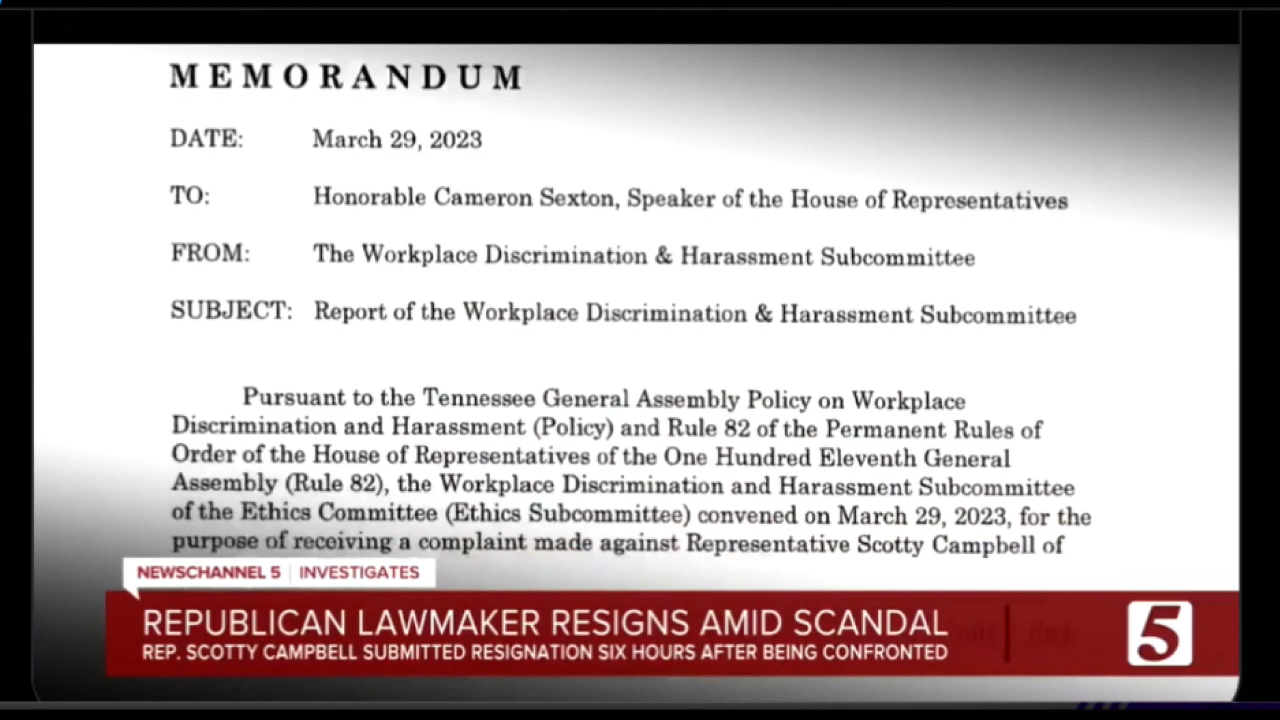 MEMORANDUM
DATE: March 29, 2023
TO: Honorable Cameron Sexton, Speaker of the House of Representatives
FROM: The Workplace Discrimination & Harassment Subcommittee
SUBJECT: Report of the Workplace Discrimination & Harassment Subcommittee
Pursuant to the Tennessee General Assembly Policy on Workplace
Discrimination and Harassment (Policy) and Rule 82 of the Permanent Rules of
Order of the House of Representatives of the One Hundred Eleventh General
Assembly (Rule 82), the Workplace Discrimination and Harassment Subcommittee
of the Ethics Committee (Ethics Subcommittee) convened on March 29, 2023, for the
purpose of receiving a complaint made against Representative Scotty Campbell of
NEWSCHANNEL 5 INVESTIGATES
REPUBLICAN LAWMAKER RESIGNS AMID SCANDAL
REP. SCOTTY CAMPBELL SUBMITTED RESIGNATION SIX HOURS AFTER BEING CONFRONTED
5